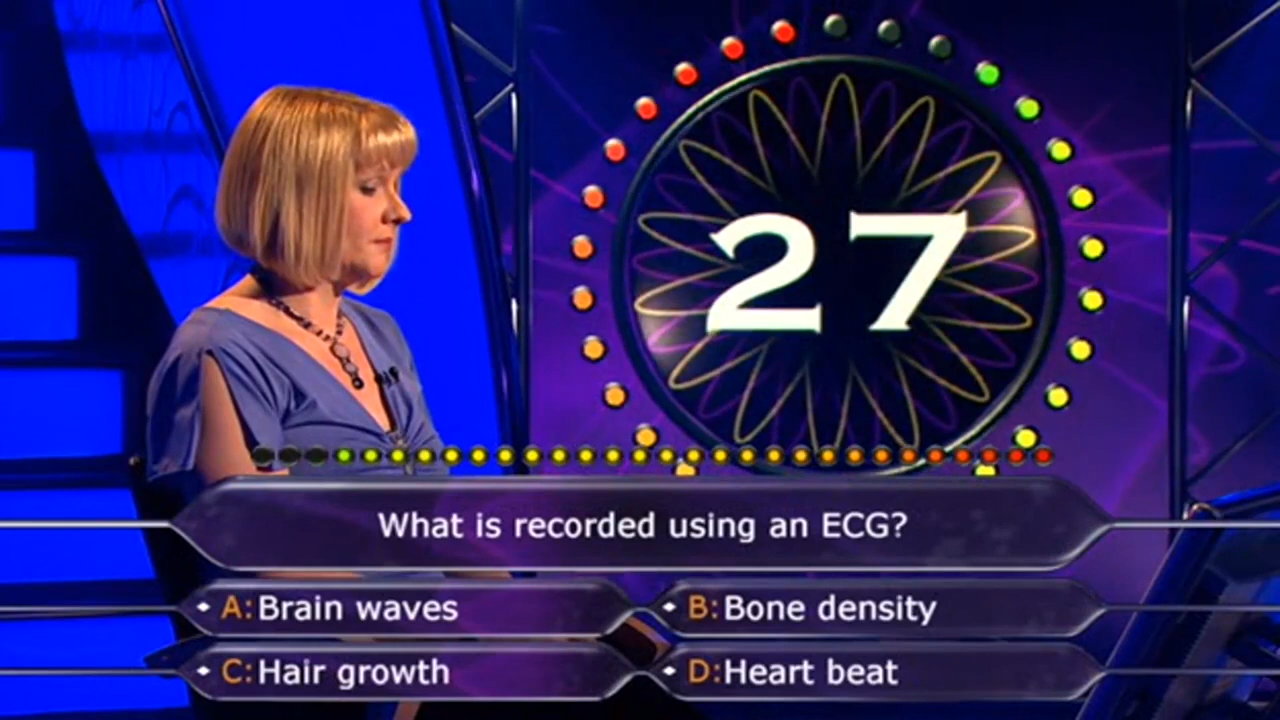 27
What is recorded using an ECG?
A: Brain waves
B: Bone density
C: Hair growth
D: Heart beat